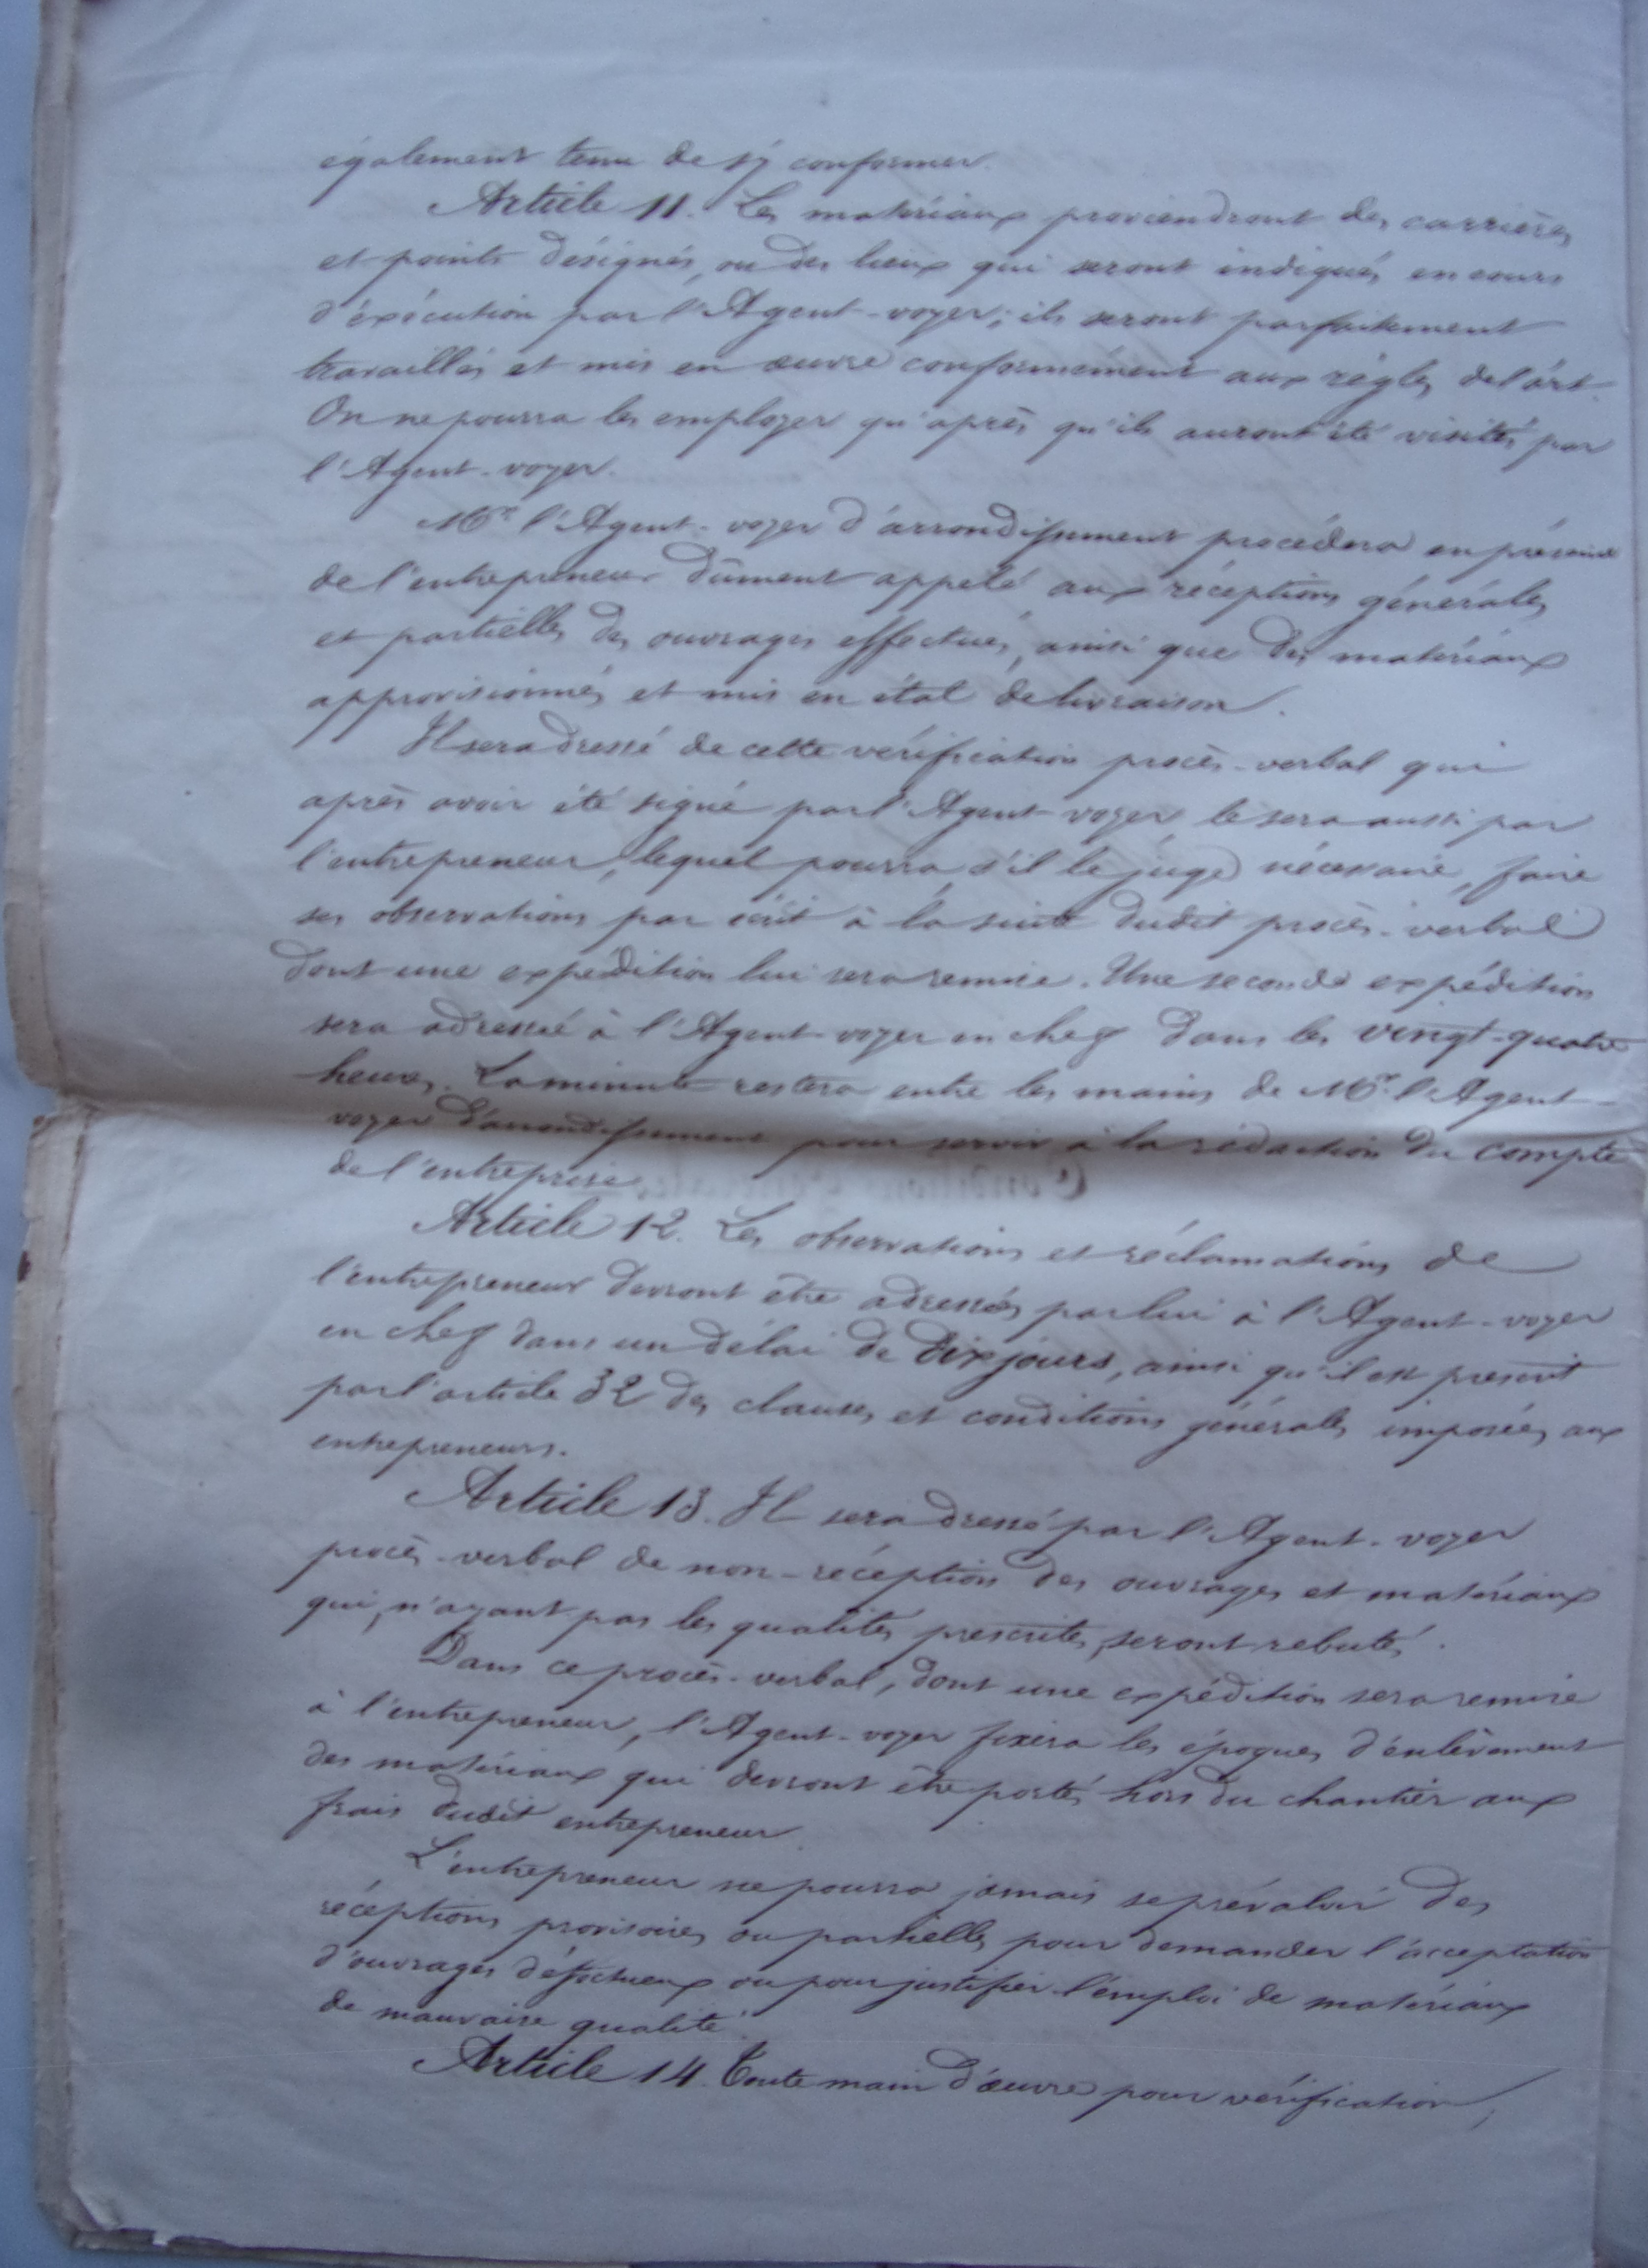 également tenu de s'y conformer.
Article 11. Les matériaux proviendront des carrières
et points désignés, ou des lieux qui seront indiqués en cours
d'éxécution par l'Agent-voyer; ils seront parfaitement
travaillés et mis en œuvre conformément aux règles de l'art.
On ne pourra les employer qu'après qu'ils auront été visités par
l'Agent-voyer.
Mr. l'Agent-voyer d'arrondissement procédera en présence
de l'entrepreneur dûment appelé aux réceptions générales
et partielles des ouvrages effectués, ainsi que des matériaux
approvisionnés et mis en état de livraison.
Il sera dressé de cette vérification procès-verbal qui
après avoir été signé par l'Agent-voyer, le sera aussi par
l'entrepreneur, lequel pourra s'il le juge nécessaire, faire
ses observations par écrit à la suite dudit procès-verbal
dont une expédition lui sera remise. Une seconde expédition
sera adressée à l'Agent-voyer en chef dans les vingt-quatre
heures. La minute restera entre les mains de Mr. l'Agent-
voyer d'arrondissement pour servir à la rédaction du compte
de l'entreprise.
Article 12. Les observations et réclamations de
l'entrepreneur devront être adressées par lui à l'Agent-voyer
en chef dans un délai de dix jours, ainsi qu'il est prescrit
par l'article 32 des clauses et conditions générales imposées aux
entrepreneurs.
Article 13. Il sera dressé par l'Agent-voyer
procès-verbal de non-réception des ouvrages et matériaux
qui, n'ayant pas les qualités prescrites, seront rebutés.
Dans ce procès-verbal, dont une expédition sera remise
à l'entrepreneur, l'Agent-voyer fixera les époques d'enlèvement
des matériaux qui devront être portés hors du chantier aux
frais dudit entrepreneur.
L'entrepreneur ne pourra jamais se prévaloir des
réceptions provisoires ou partielles pour demander l'acceptation
d'ouvrages défectueux ou pour justifier l'emploi de matériaux
de mauvaise qualité.
Article 14. Toute main d'œuvre pour vérification,